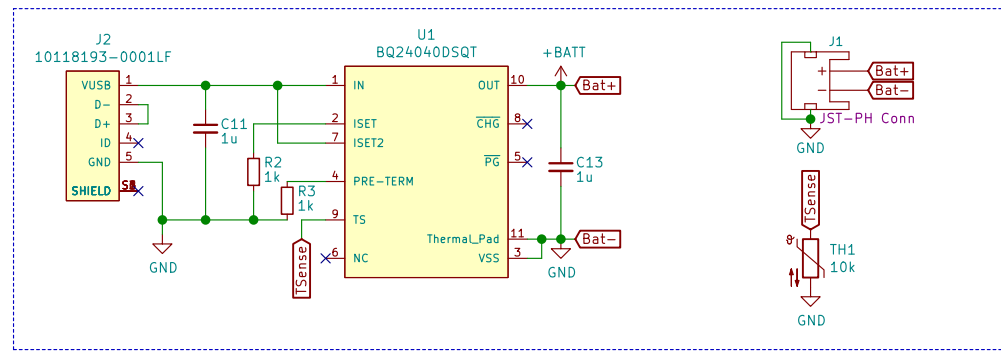 J2
10118193-0001LF
VUSB 1
D- 2
D+ 3
ID 4
GND 5
SHIELD
GND
C11
1u
R2
1k
R3
1k
TSense
U1
BQ24040DSQT
1 IN
2 ISET
7 ISET2
4 PRE-TERM
9 TS
6 NC
OUT 10
CHG 8
PG 5
Thermal_Pad 11
VSS 3
+BATT
Bat+
C13
1u
Bat-
GND
J1
+ Bat+
- Bat-
JST-PH Conn
GND
TSense
TH1
10k
GND